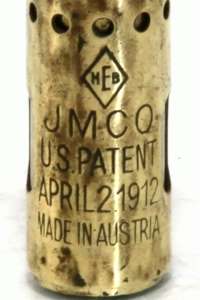 HEB
JMCO
U.S. PATENT
APRIL 2.1912
MADE IN AUSTRIA